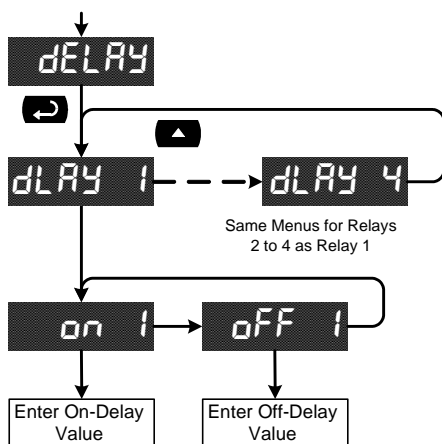 dELAY
dLAY 1
dLAY 4
Same Menus for Relays
2 to 4 as Relay 1
on 1
oFF 1
Enter On-Delay
Value
Enter Off-Delay
Value